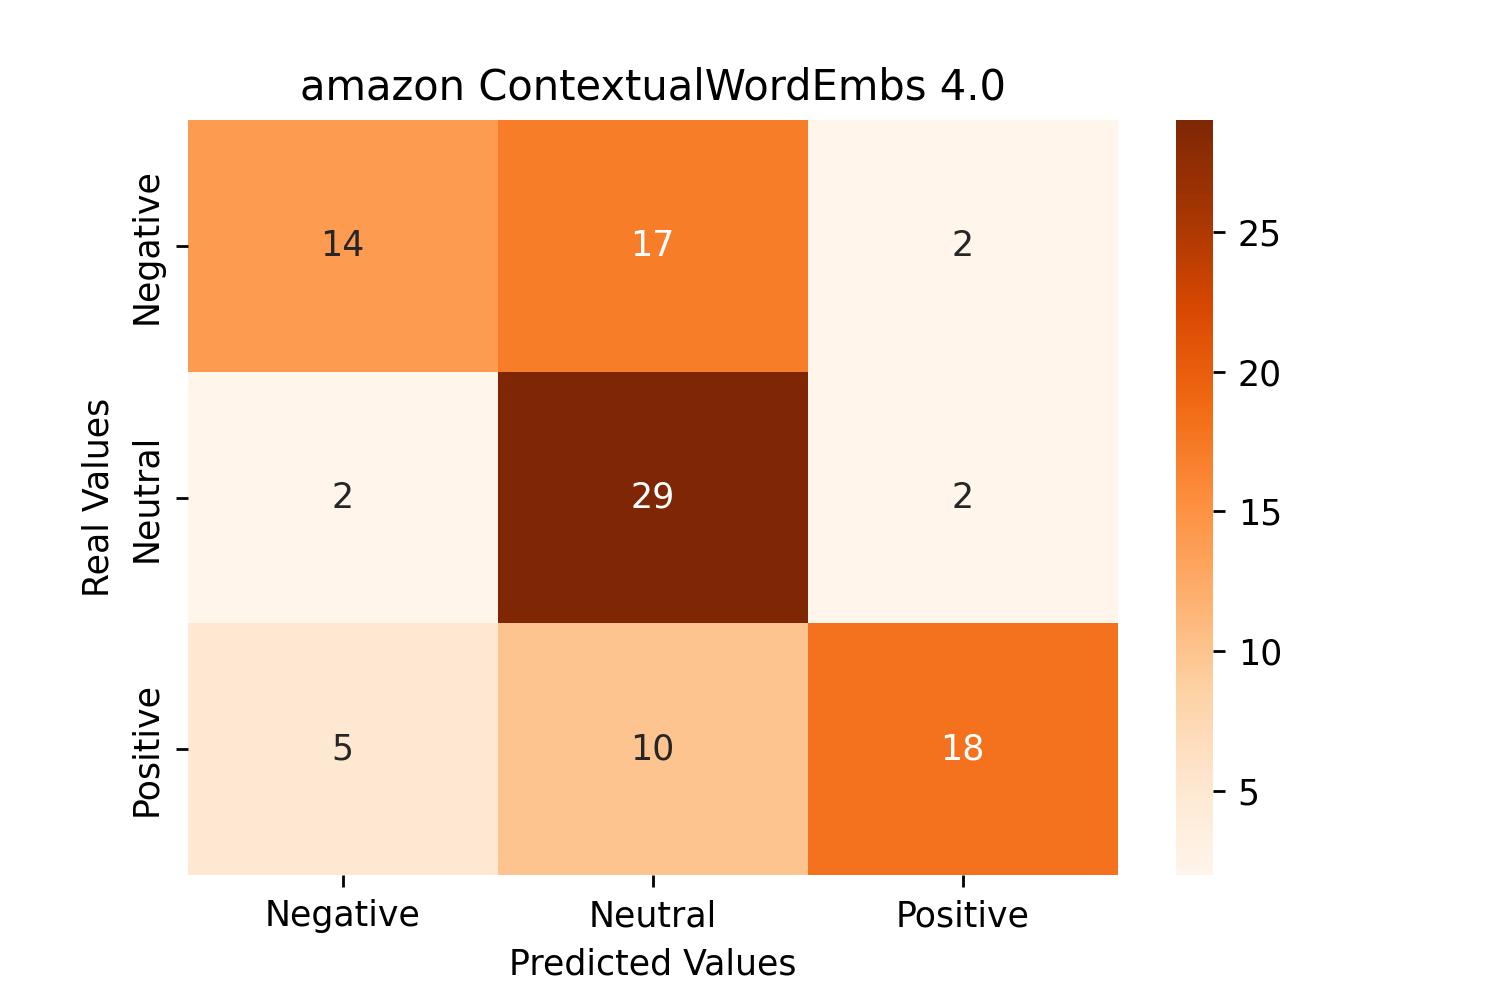 amazon ContextualWordEmbs 4.0
Real Values
Negative
14 17 2
Neutral
2 29 2
Positive
5 10 18
Negative Neutral Positive
Predicted Values
25
20
15
10
5